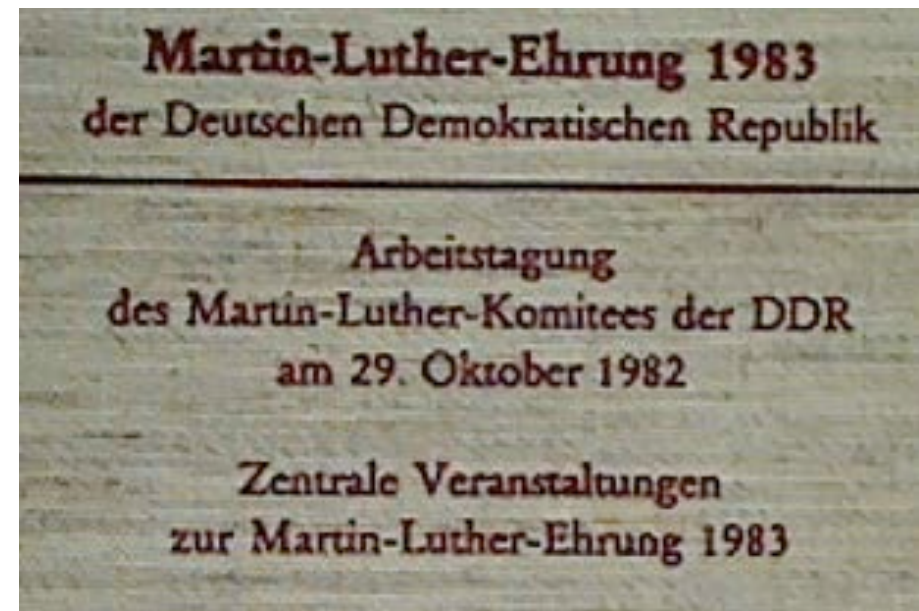 Martin-Luther-Ehrung 1983
der Deutschen Demokratischen Republik
Arbeitstagung
des Martin-Luther-Komitees der DDR
am 29. Oktober 1982
Zentrale Veranstaltungen
zur Martin-Luther-Ehrung 1983